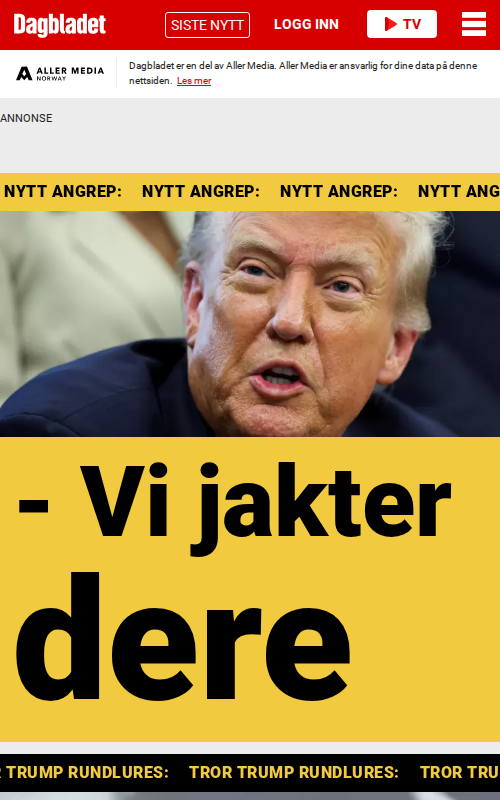 Dagbladet
SISTE NYTT
LOGG INN
TV
ALLER MEDIA
NORWAY
Dagbladet er en del av Aller Media. Aller Media er ansvarlig for dine data på denne
nettsiden. Les mer
ANNONSE
NYTT ANGREP: NYTT ANGREP: NYTT ANGREP: NYTT ANG
- Vi jakter
dere
R TRUMP RUNDLURES: TROR TRUMP RUNDLURES: TROR TRU